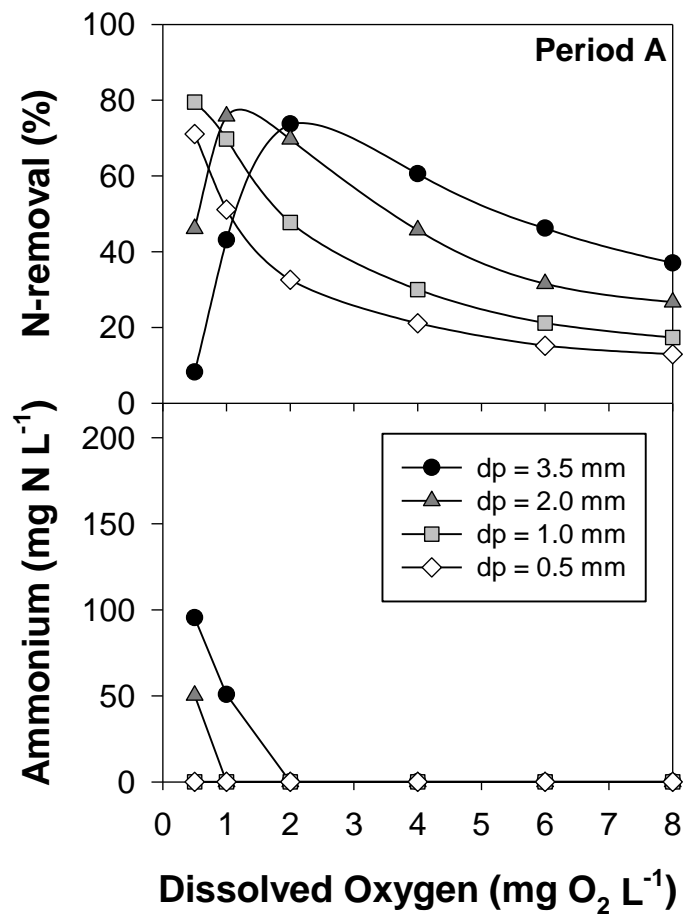 Period A
N-removal (%)
100
80
60
40
20
0
Ammonium (mg N L⁻¹)
200
150
100
50
0
dp = 3.5 mm
dp = 2.0 mm
dp = 1.0 mm
dp = 0.5 mm
0 1 2 3 4 5 6 7 8
Dissolved Oxygen (mg O₂ L⁻¹)